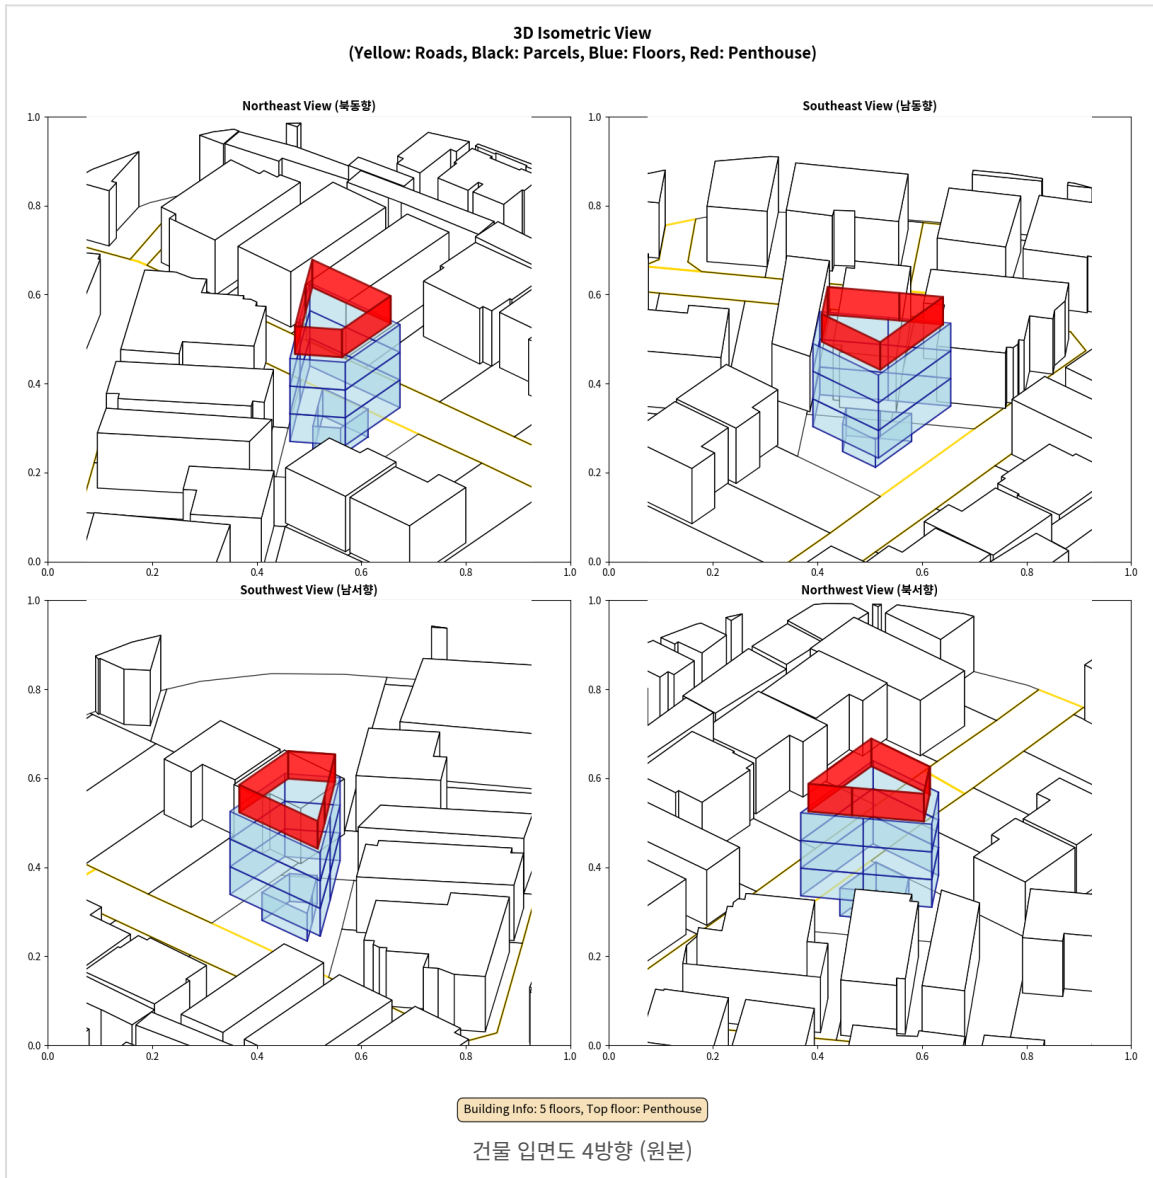 3D Isometric View
(Yellow: Roads, Black: Parcels, Blue: Floors, Red: Penthouse)
Northeast View (북동향)
1.0
0.8
0.6
0.4
0.2
0.0
0.0 0.2 0.4 0.6 0.8 1.0
Southeast View (남동향)
1.0
0.8
0.6
0.4
0.2
0.0
0.0 0.2 0.4 0.6 0.8 1.0
Southwest View (남서향)
1.0
0.8
0.6
0.4
0.2
0.0
0.0 0.2 0.4 0.6 0.8 1.0
Northwest View (북서향)
1.0
0.8
0.6
0.4
0.2
0.0
0.0 0.2 0.4 0.6 0.8 1.0
Building Info: 5 floors, Top floor: Penthouse
건물 입면도 4방향 (원본)